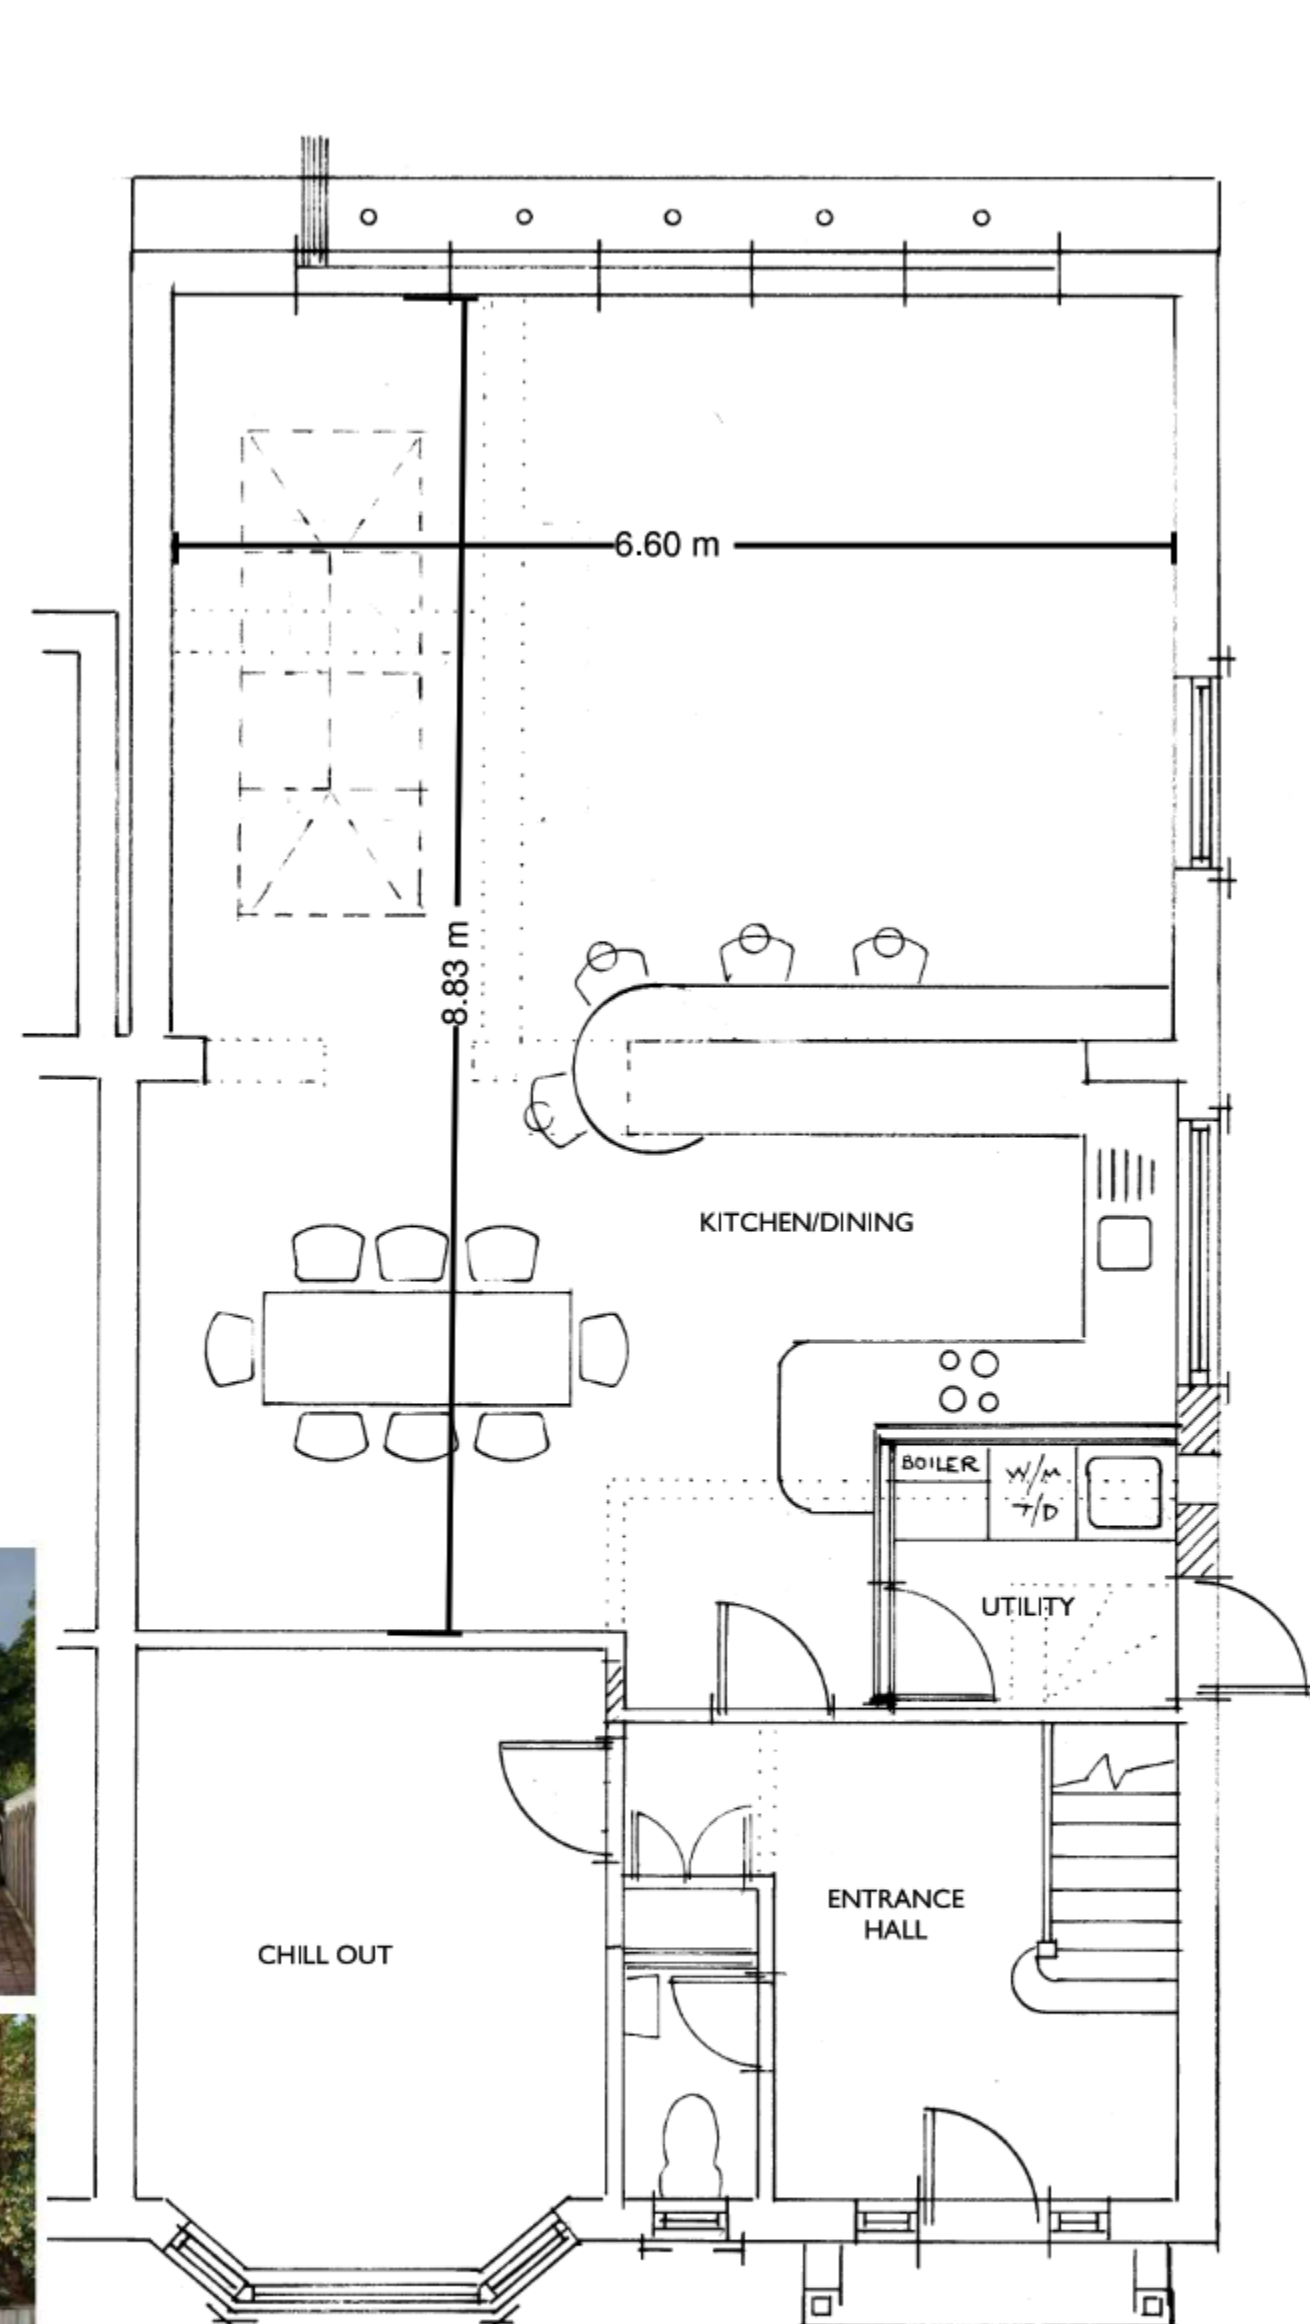 6.60 m
8.83 m
KITCHEN/DINING
BOILER
W/M
T/D
UTILITY
ENTRANCE
HALL
CHILL OUT